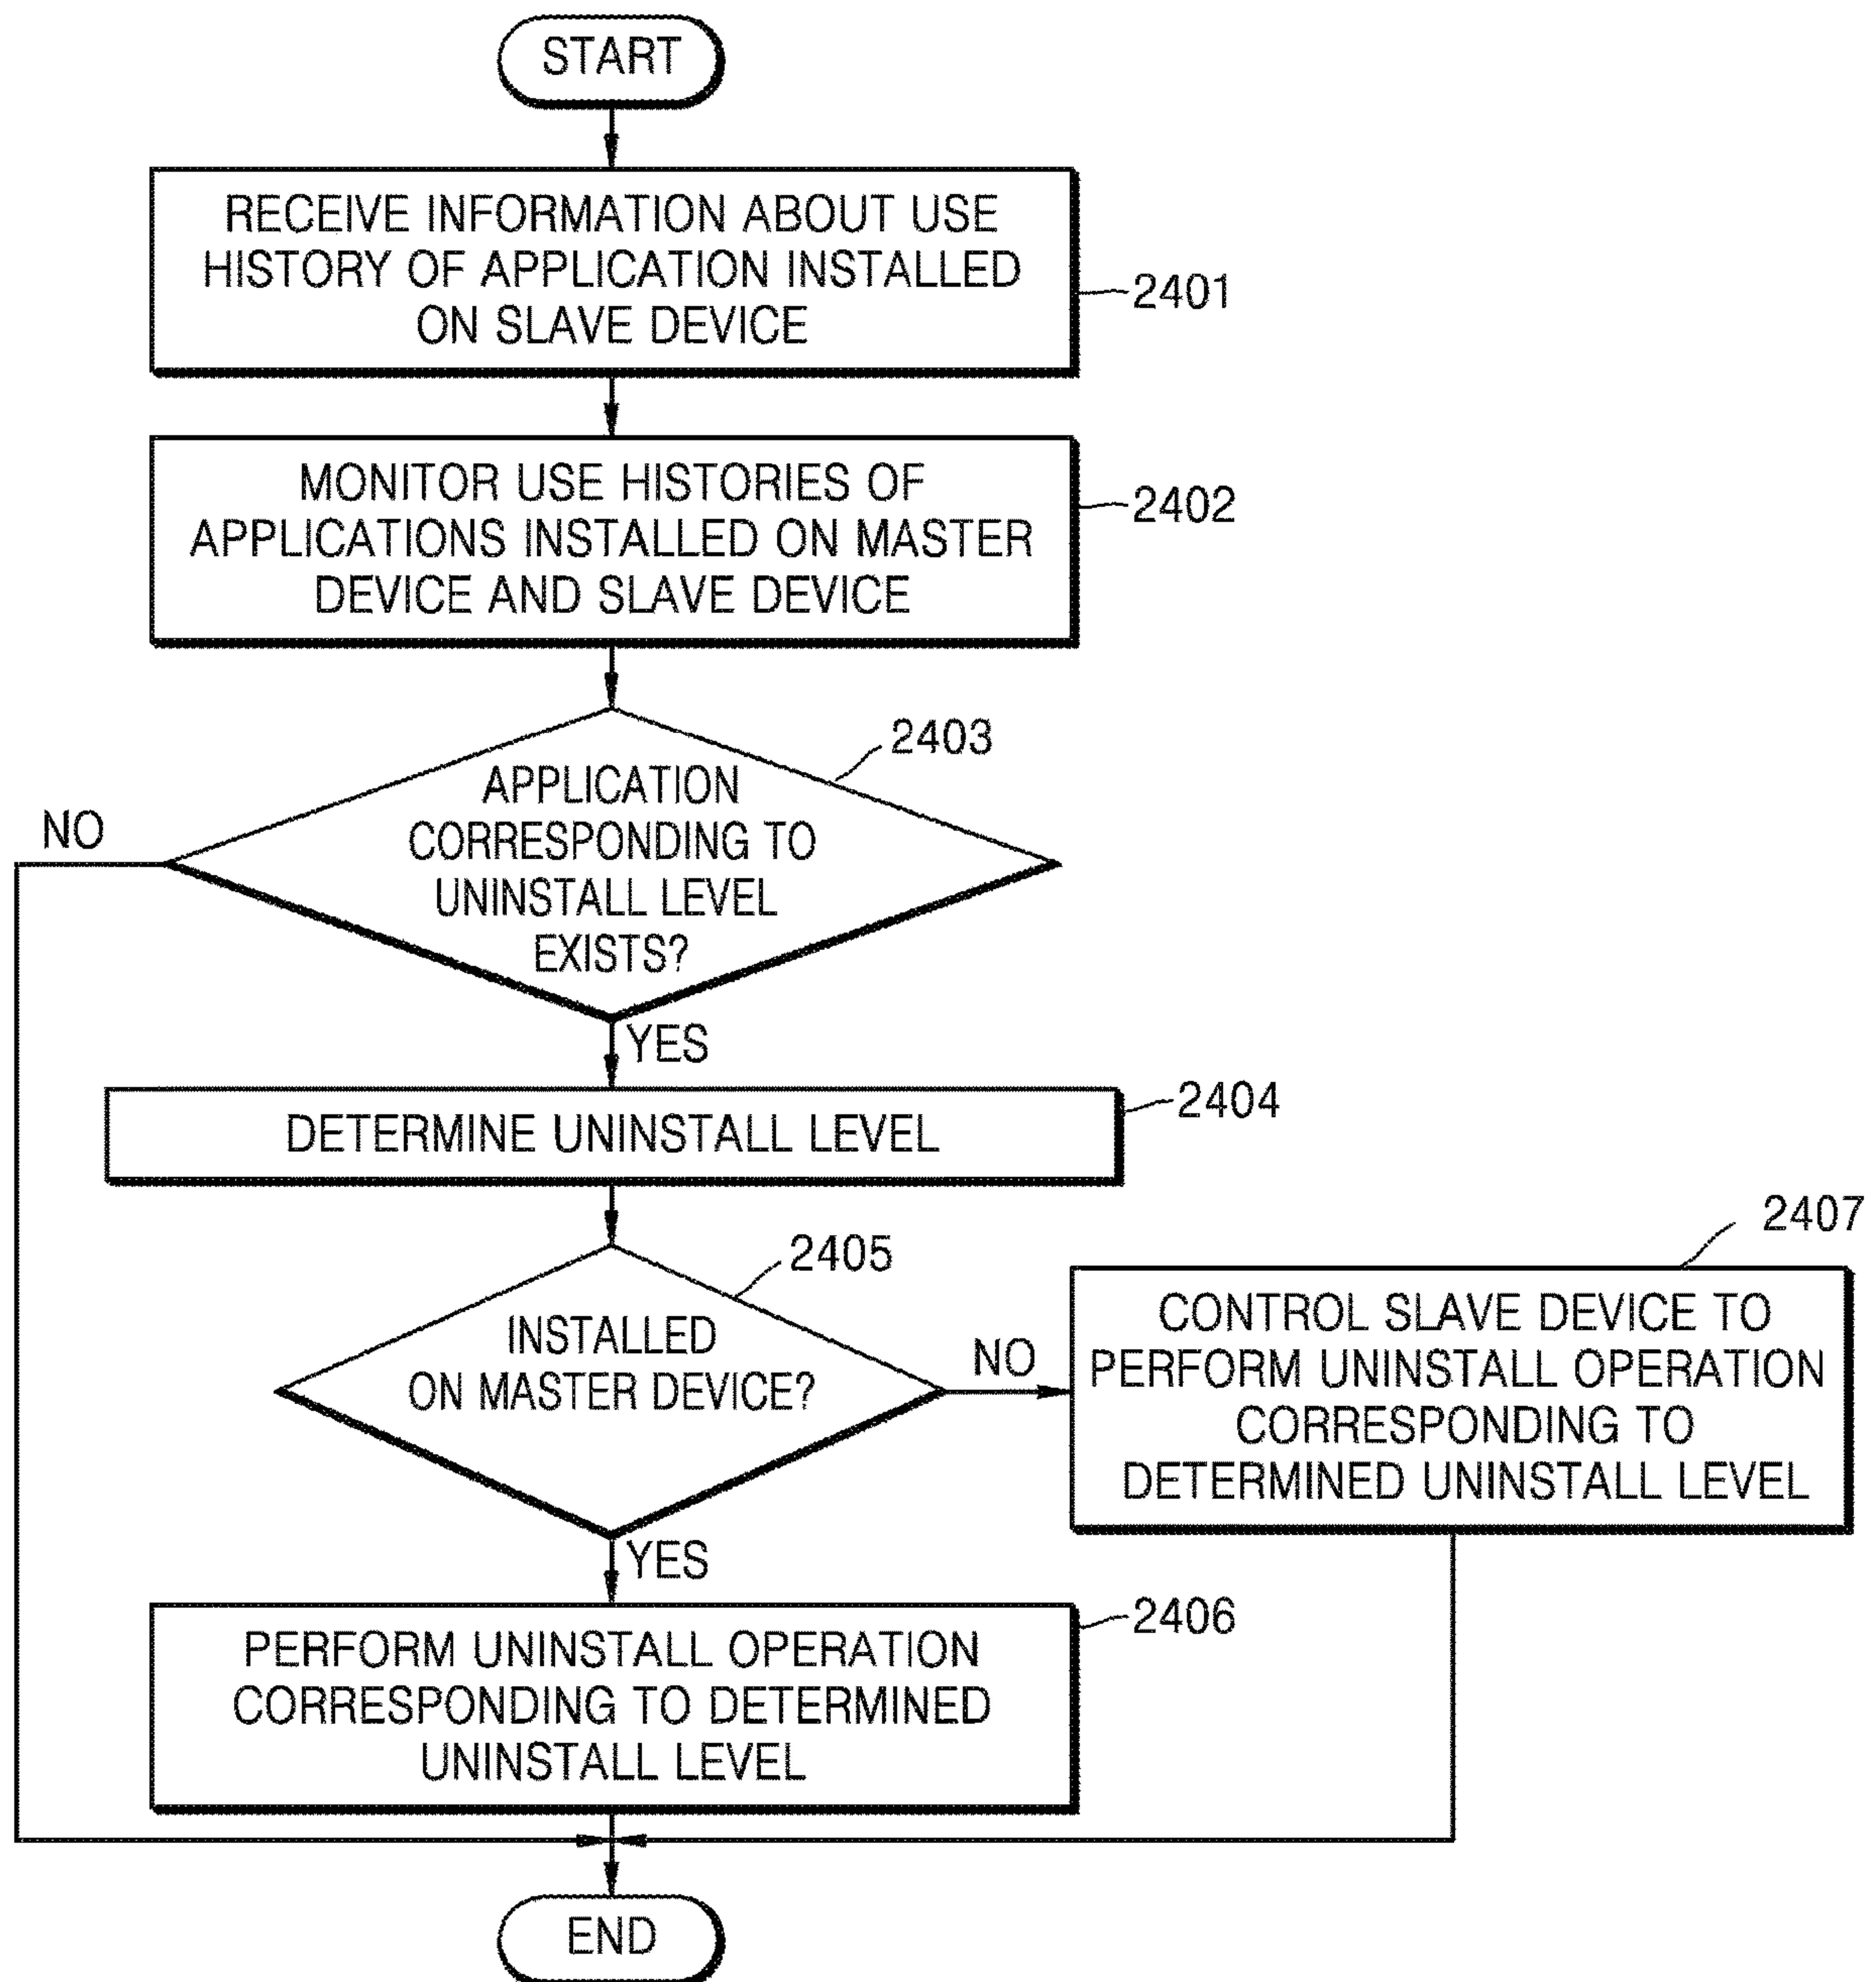 START
RECEIVE INFORMATION ABOUT USE
HISTORY OF APPLICATION INSTALLED
ON SLAVE DEVICE
2401
MONITOR USE HISTORIES OF
APPLICATIONS INSTALLED ON MASTER
DEVICE AND SLAVE DEVICE
2402
2403
APPLICATION
CORRESPONDING TO
UNINSTALL LEVEL
EXISTS?
NO
YES
DETERMINE UNINSTALL LEVEL
2404
2405
INSTALLED
ON MASTER DEVICE?
NO
2407
CONTROL SLAVE DEVICE TO
PERFORM UNINSTALL OPERATION
CORRESPONDING TO
DETERMINED UNINSTALL LEVEL
YES
PERFORM UNINSTALL OPERATION
CORRESPONDING TO DETERMINED
UNINSTALL LEVEL
2406
END